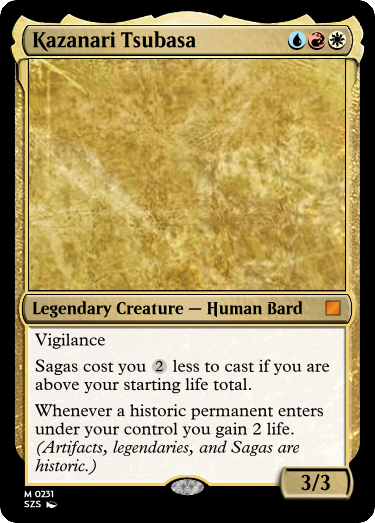 Kazanari Tsubasa
Legendary Creature — Human Bard
Vigilance
Sagas cost you 2 less to cast if you are
above your starting life total.
Whenever a historic permanent enters
under your control you gain 2 life.
(Artifacts, legendaries, and Sagas are
historic.)
3/3
M 0231
SZS